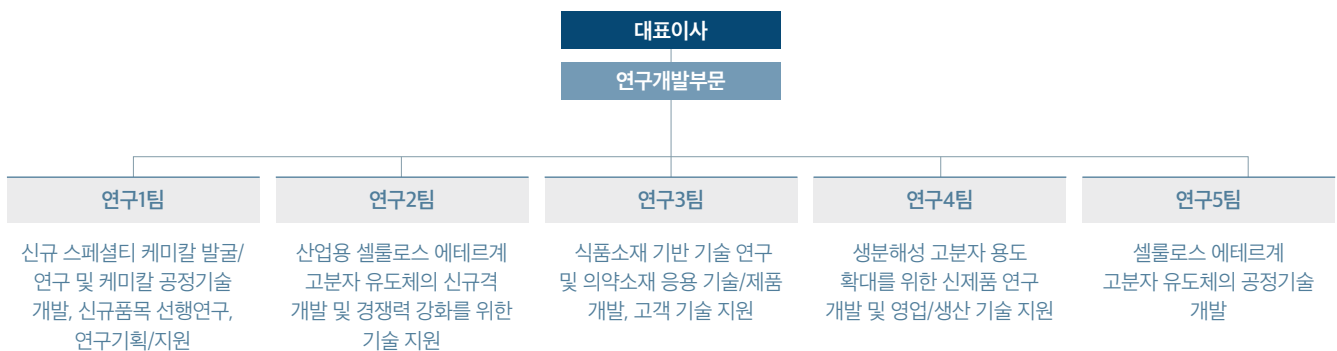 대표이사
연구개발부문
연구1팀
신규 스페셜티 케미칼 발굴/
연구 및 케미칼 공정기술
개발, 신규품목 선행연구,
연구기획/지원
연구2팀
산업용 셀룰로스 에테르계
고분자 유도체의 신규격
개발 및 경쟁력 강화를 위한
기술 지원
연구3팀
식품소재 기반 기술 연구
및 의약소재 응용 기술/제품
개발, 고객 기술 지원
연구4팀
생분해성 고분자 용도
확대를 위한 신제품 연구
개발 및 영업/생산 기술 지원
연구5팀
셀룰로스 에테르계
고분자 유도체의 공정기술
개발